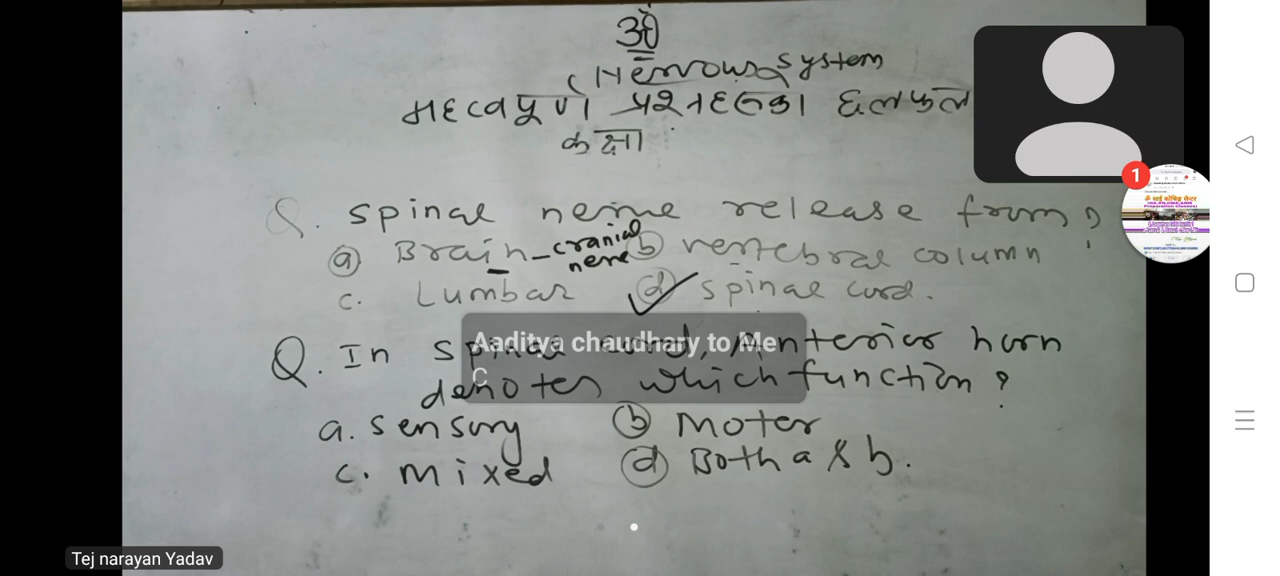 ॐ
(Nervous system
महत्वपूर्ण प्रश्नहरुका छलफल
कक्षा
Q. spinal nerve release from?
(a) Brain-cranial nerve (b) vertebral column
c. Lumbar (d) spinal cord.
Q. In spinal cord, Anterior horn
denotes which function?
a. sensory (b) Moter
c. mixed (d) Both a & b.
Aaditya chaudhary to Me
C
1
Tej narayan Yadav